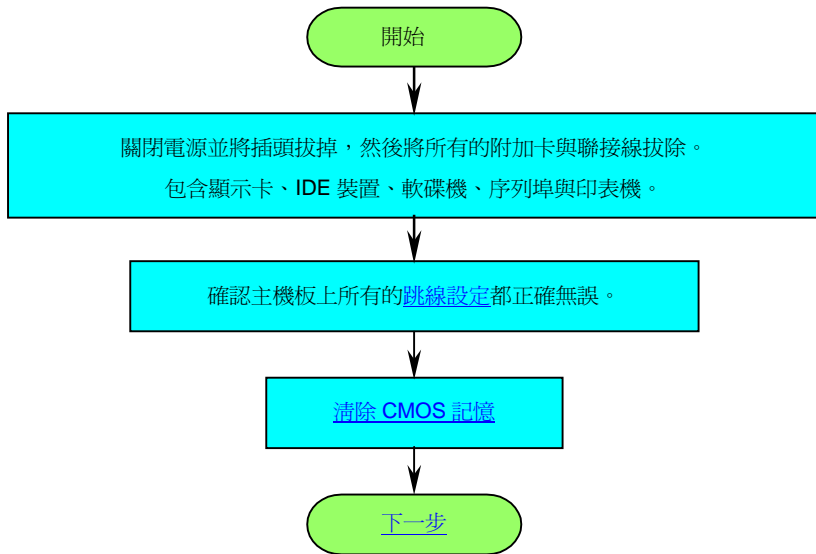 開始
關閉電源並將插頭拔掉，然後將所有的附加卡與聯接線拔除。
包含顯示卡、IDE 裝置、軟碟機、序列埠與印表機。
確認主機板上所有的跳線設定都正確無誤。
清除 CMOS 記憶
下一步